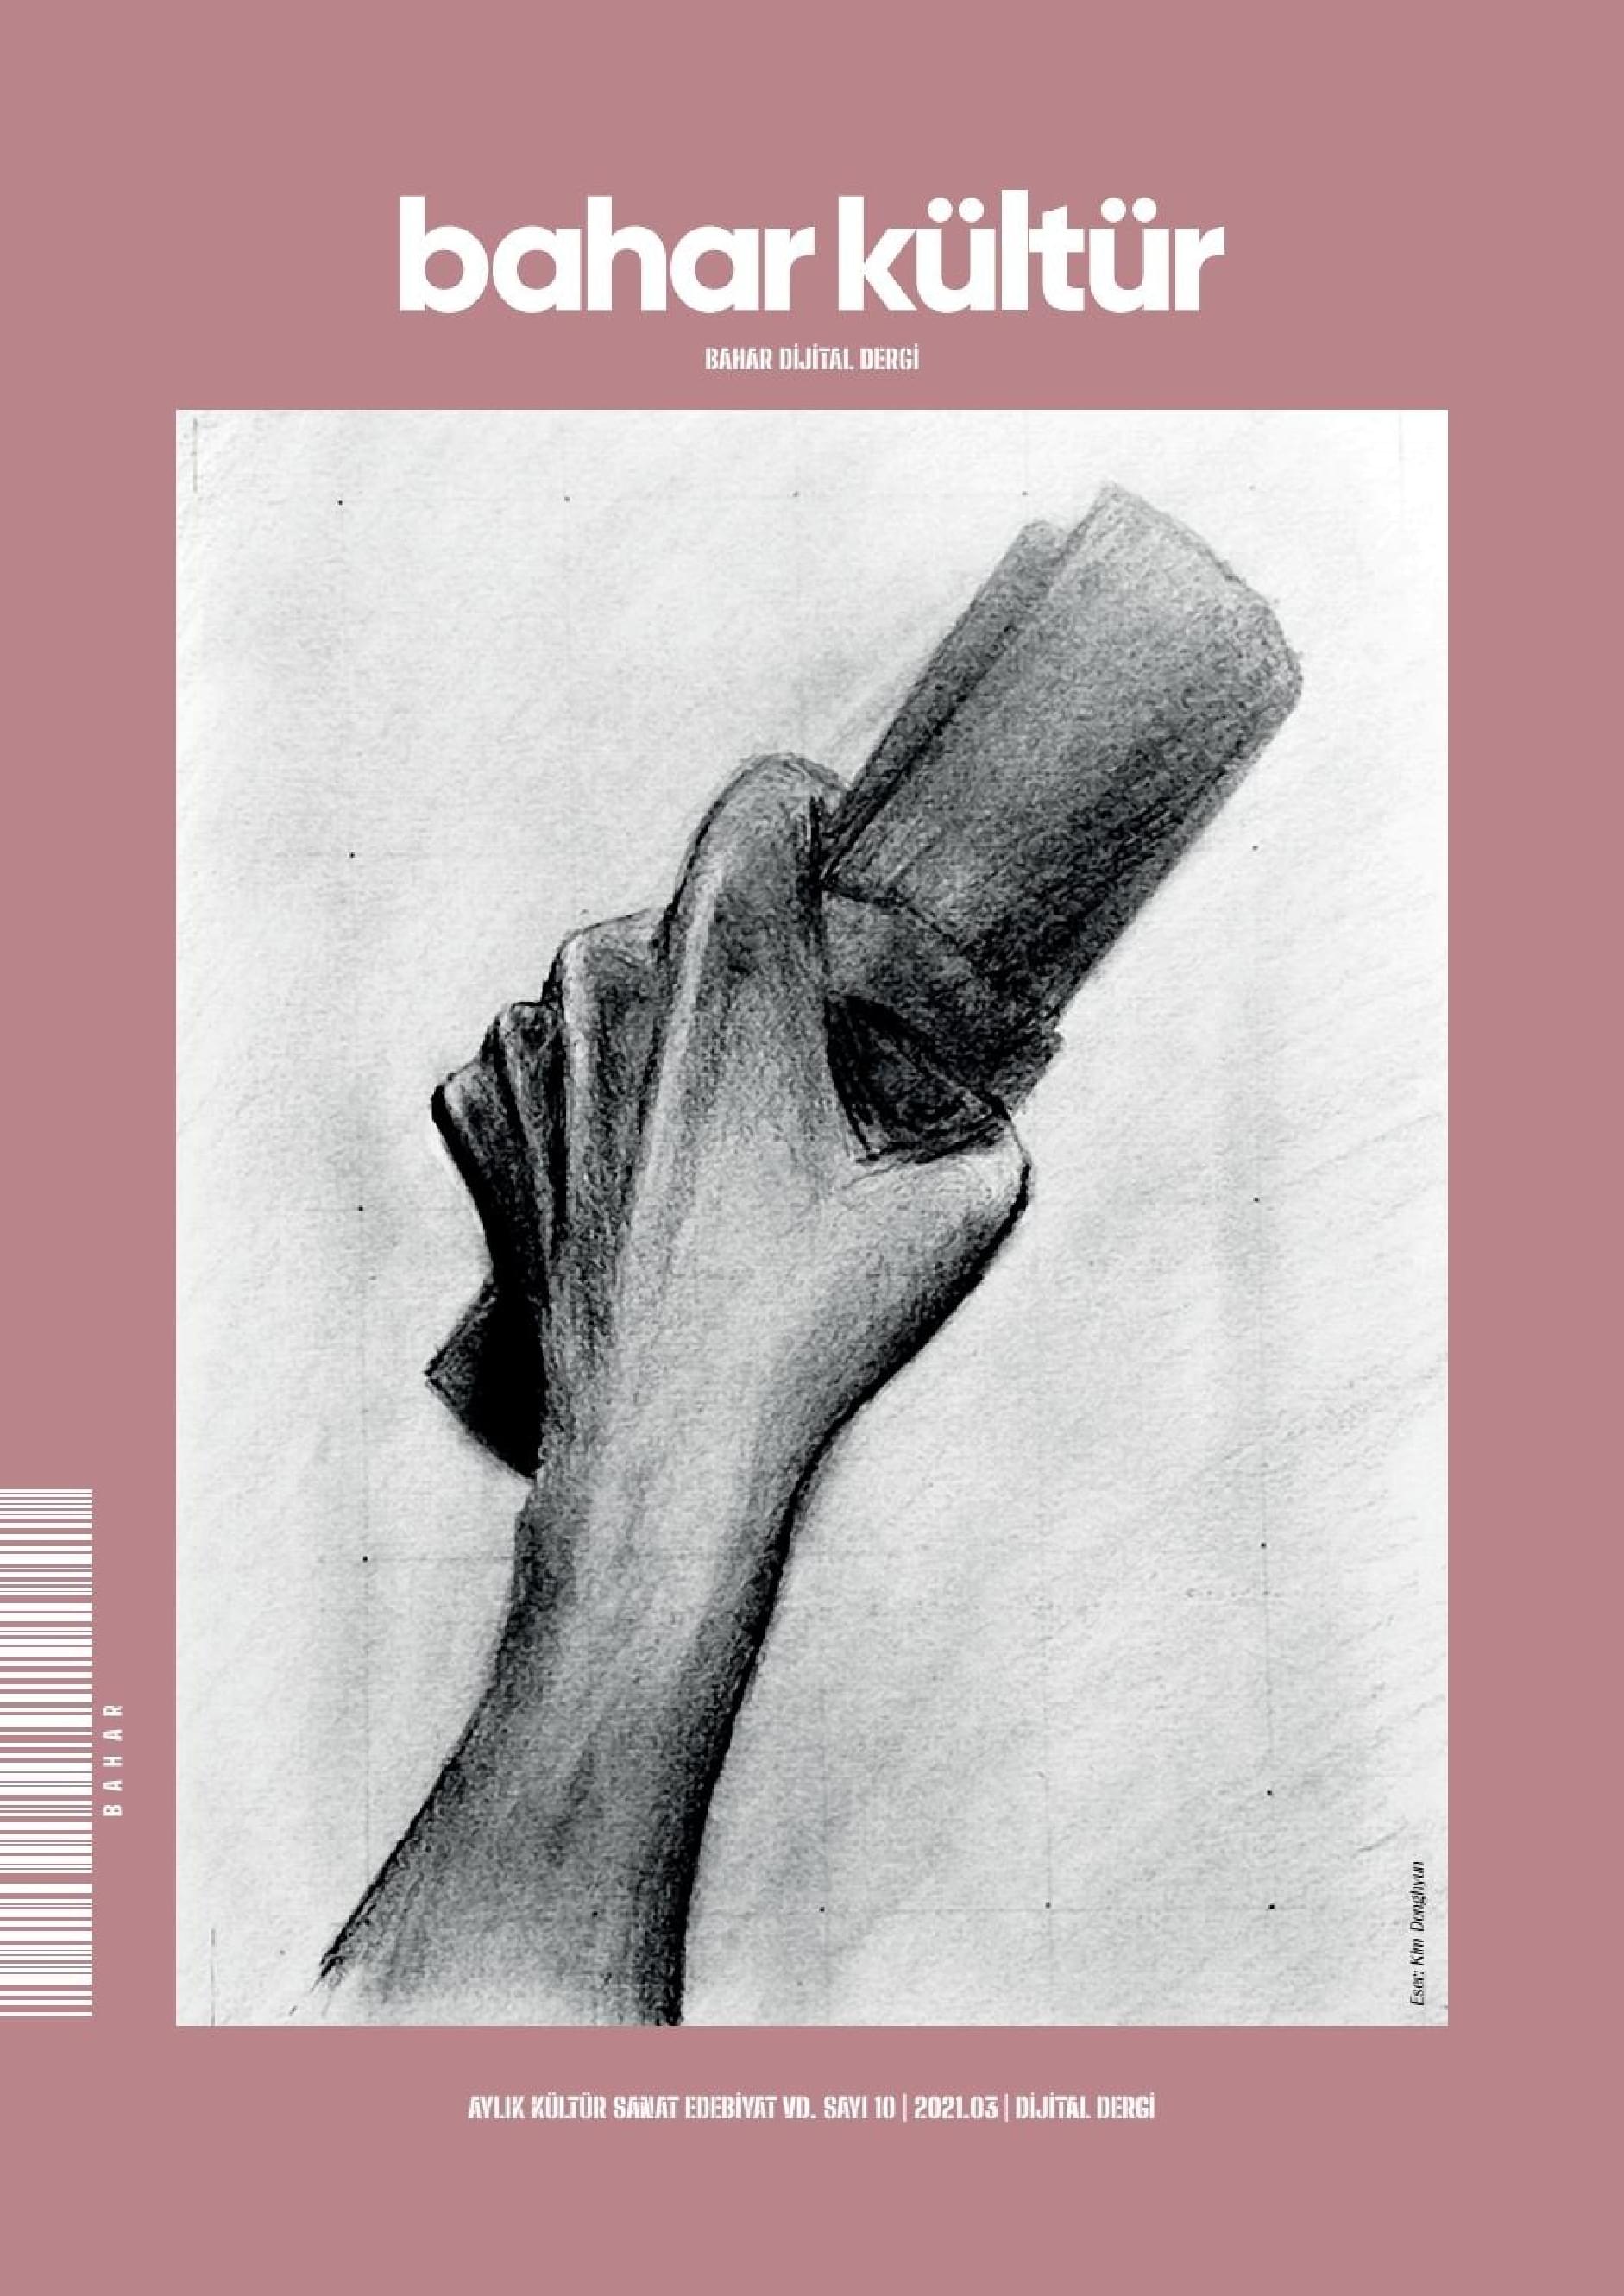 bahar kültür
BAHAR DİJİTAL DERGİ
BAHAR
Eser: Kim Donghyun
AYLIK KÜLTÜR SANAT EDEBİYAT VD. SAYI 10 | 2021.03 | DİJİTAL DERGİ